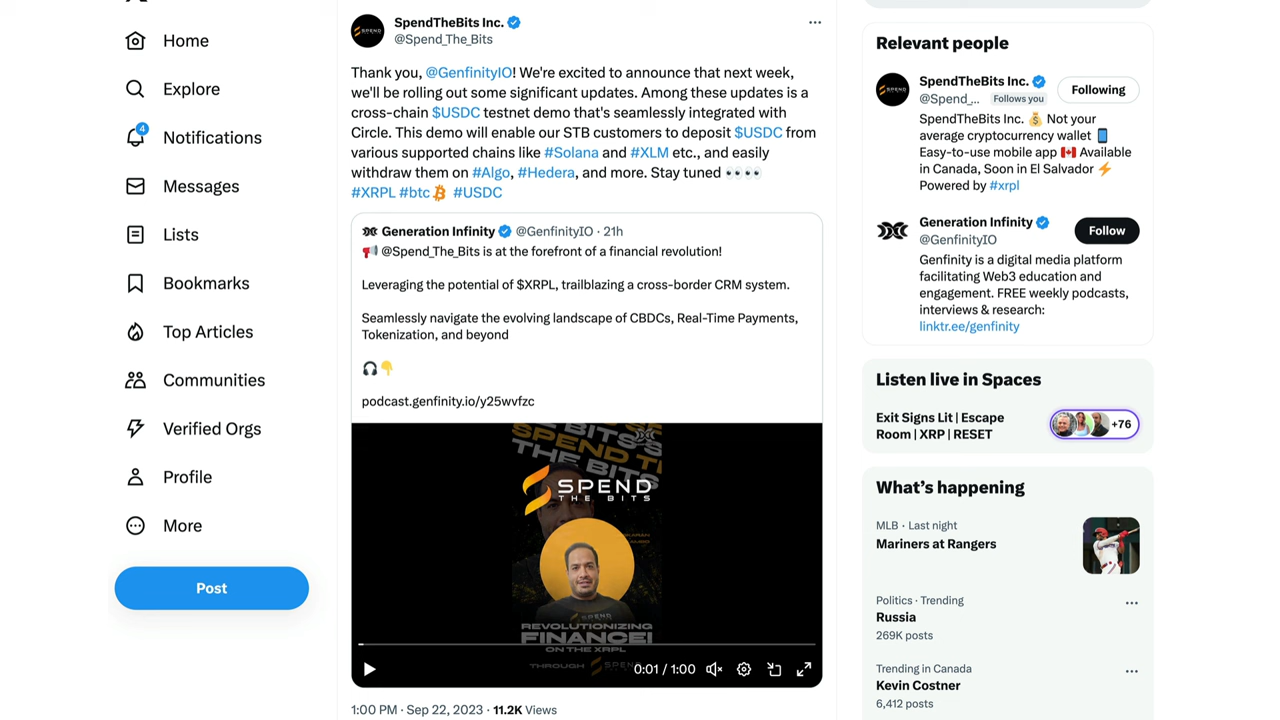 Home
Explore
4
Notifications
Messages
Lists
Bookmarks
Top Articles
Communities
Verified Orgs
Profile
More
Post
SPEND
SpendTheBits Inc.
@Spend_The_Bits
Thank you, @GenfinityIO! We're excited to announce that next week,
we'll be rolling out some significant updates. Among these updates is a
cross-chain $USDC testnet demo that's seamlessly integrated with
Circle. This demo will enable our STB customers to deposit $USDC from
various supported chains like #Solana and #XLM etc., and easily
withdraw them on #Algo, #Hedera, and more. Stay tuned 👀👀
#XRPL #btc #USDC
Generation Infinity @GenfinityIO · 21h
📢 @Spend_The_Bits is at the forefront of a financial revolution!
Leveraging the potential of $XRPL, trailblazing a cross-border CRM system.
Seamlessly navigate the evolving landscape of CBDCs, Real-Time Payments,
Tokenization, and beyond
🎧👇
podcast.genfinity.io/y25wvfzc
SPEND
THE BITS
SPEND
REVOLUTIONIZING
FINANCE!
ON THE XRPL
THROUGH SPEND
0:01 / 1:00
1:00 PM · Sep 22, 2023 · 11.2K Views
Relevant people
SPEND
SpendTheBits Inc.
@Spend_... Follows you
Following
SpendTheBits Inc. 💰 Not your
average cryptocurrency wallet 📱
Easy-to-use mobile app 🇨🇦 Available
in Canada, Soon in El Salvador ⚡
Powered by #xrpl
Generation Infinity
@GenfinityIO
Follow
Genfinity is a digital media platform
facilitating Web3 education and
engagement. FREE weekly podcasts,
interviews & research:
linktr.ee/genfinity
Listen live in Spaces
Exit Signs Lit | Escape
Room | XRP | RESET
+76
What's happening
MLB · Last night
Mariners at Rangers
Politics · Trending
Russia
269K posts
Trending in Canada
Kevin Costner
6,412 posts